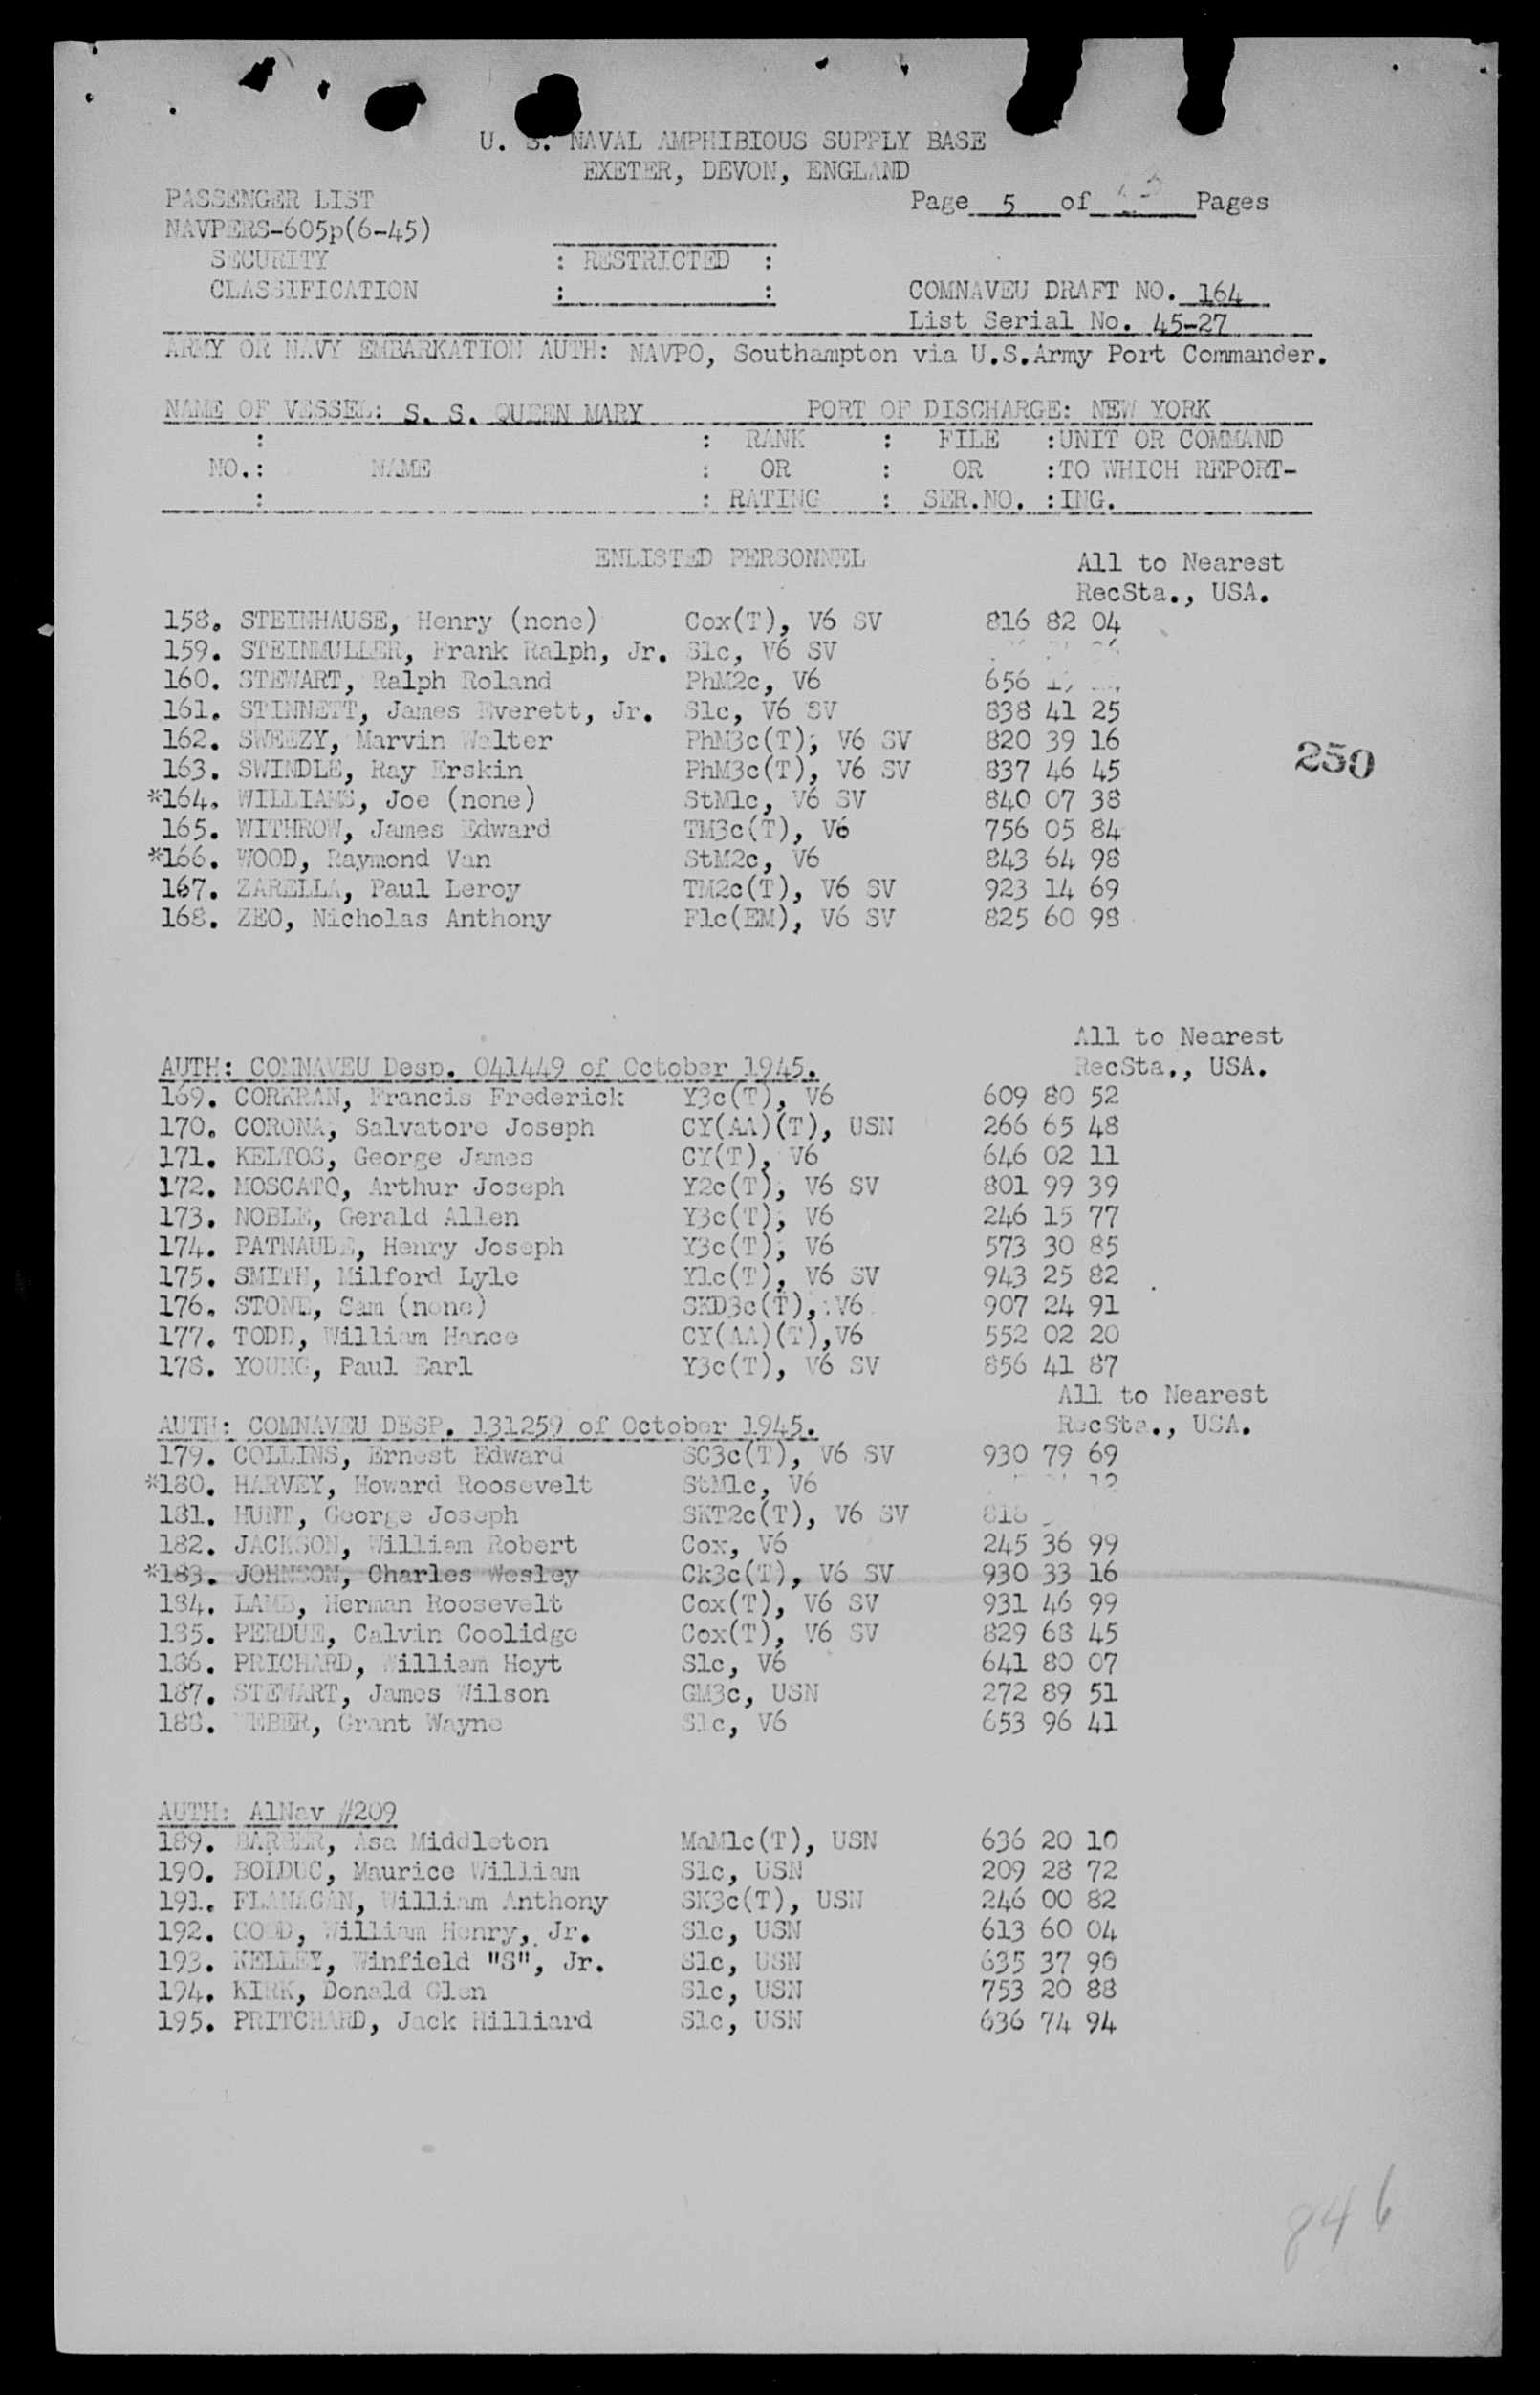 U. S. NAVAL AMPHIBIOUS SUPPLY BASE
EXETER, DEVON, ENGLAND
PASSENGER LIST
Page 5 of Pages
NAVPERS-605p(6-45)
SECURITY : RESTRICTED :
CLASSIFICATION : :
COMNAVEU DRAFT NO. 164
List Serial No. 45-27
ARMY OR NAVY EMBARKATION AUTH: NAVPO, Southampton via U.S.Army Port Commander.
NAME OF VESSEL: S. S. QUEEN MARY PORT OF DISCHARGE: NEW YORK
: : RANK : FILE :UNIT OR COMMAND
NO.: NAME : OR : OR :TO WHICH REPORT-
: : RATING : SER.NO. :ING.
ENLISTED PERSONNEL All to Nearest
RecSta., USA.
158. STEINHAUSE, Henry (none) Cox(T), V6 SV 816 82 04
159. STEINMULLER, Frank Ralph, Jr. S1c, V6 SV
160. STEWART, Ralph Roland PhM2c, V6 656
161. STINNETT, James Everett, Jr. S1c, V6 SV 838 41 25
162. SWEEZY, Marvin Walter PhM3c(T), V6 SV 820 39 16
163. SWINDLE, Ray Erskin PhM3c(T), V6 SV 837 46 45
*164. WILLIAMS, Joe (none) StM1c, V6 SV 840 07 38
165. WITHROW, James Edward TM3c(T), V6 756 05 84
*166. WOOD, Raymond Van StM2c, V6 843 64 98
167. ZARELLA, Paul Leroy TM2c(T), V6 SV 923 14 69
168. ZEO, Nicholas Anthony F1c(EM), V6 SV 825 60 98
250
All to Nearest
AUTH: COMNAVEU Desp. 041449 of October 1945. RecSta., USA.
169. CORKRAN, Francis Frederick Y3c(T), V6 609 80 52
170. CORONA, Salvatore Joseph CY(AA)(T), USN 266 65 48
171. KELTOS, George James CY(T), V6 646 02 11
172. MOSCATO, Arthur Joseph Y2c(T), V6 SV 801 99 39
173. NOBLE, Gerald Allen Y3c(T), V6 246 15 77
174. PATNAUDE, Henry Joseph Y3c(T), V6 573 30 85
175. SMITH, Milford Lyle Y1c(T), V6 SV 943 25 82
176. STONE, Sam (none) SKD3c(T), V6 907 24 91
177. TODD, William Hance CY(AA)(T),V6 552 02 20
178. YOUNG, Paul Earl Y3c(T), V6 SV 856 41 87
All to Nearest
AUTH: COMNAVEU DESP. 131259 of October 1945. RecSta., USA.
179. COLLINS, Ernest Edward SC3c(T), V6 SV 930 79 69
*180. HARVEY, Howard Roosevelt StM1c, V6 12
181. HUNT, George Joseph SKT2c(T), V6 SV 818
182. JACKSON, William Robert Cox, V6 245 36 99
*183. JOHNSON, Charles Wesley Ck3c(T), V6 SV 930 33 16
184. LAMB, Herman Roosevelt Cox(T), V6 SV 931 46 99
185. PERDUE, Calvin Coolidge Cox(T), V6 SV 829 68 45
186. PRICHARD, William Hoyt S1c, V6 641 80 07
187. STEWART, James Wilson GM3c, USN 272 89 51
188. WEBER, Grant Wayne S1c, V6 653 96 41
AUTH: AlNav #209
189. BARBER, Asa Middleton MaM1c(T), USN 636 20 10
190. BOLDUC, Maurice William S1c, USN 209 28 72
191. FLANAGAN, William Anthony SK3c(T), USN 246 00 82
192. GOOD, William Henry, Jr. S1c, USN 613 60 04
193. KELLEY, Winfield "S", Jr. S1c, USN 635 37 90
194. KIRK, Donald Glen S1c, USN 753 20 88
195. PRITCHARD, Jack Hilliard S1c, USN 636 74 94
846